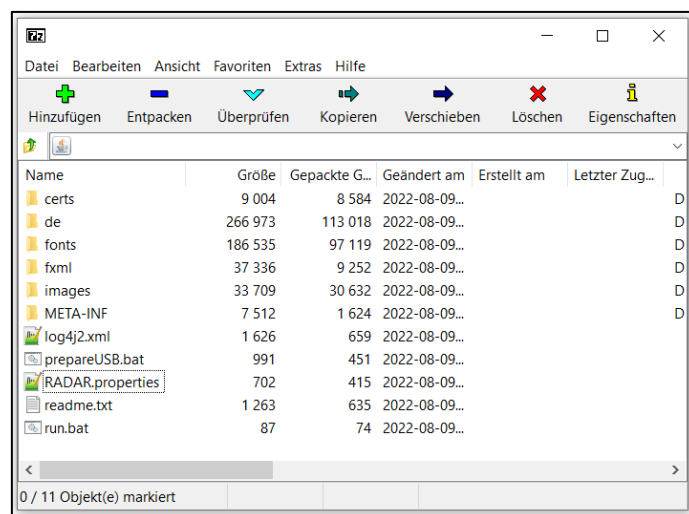 7z
Datei Bearbeiten Ansicht Favoriten Extras Hilfe
Hinzufügen Entpacken Überprüfen Kopieren Verschieben Löschen Eigenschaften
Name Größe Gepackte G... Geändert am Erstellt am Letzter Zug...
certs 9 004 8 584 2022-08-09... D
de 266 973 113 018 2022-08-09... D
fonts 186 535 97 119 2022-08-09... D
fxml 37 336 9 252 2022-08-09... D
images 33 709 30 632 2022-08-09... D
META-INF 7 512 1 624 2022-08-09... D
log4j2.xml 1 626 659 2022-08-09...
prepareUSB.bat 991 451 2022-08-09...
RADAR.properties 702 415 2022-08-09...
readme.txt 1 263 635 2022-08-09...
run.bat 87 74 2022-08-09...
0 / 11 Objekt(e) markiert